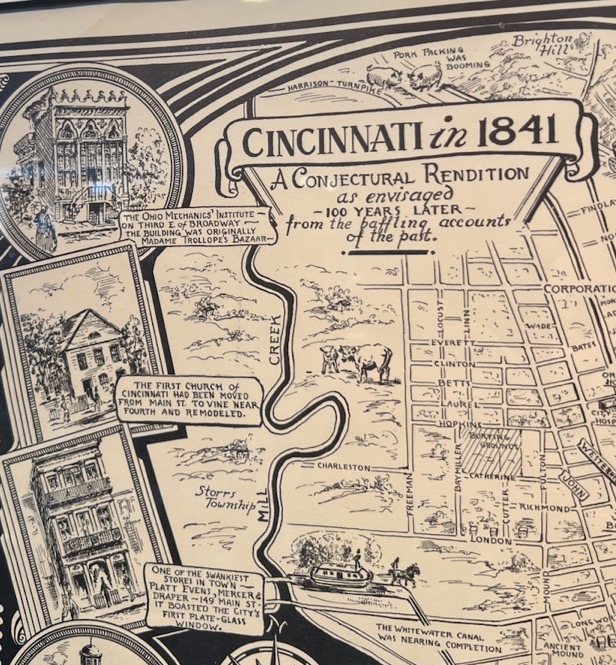 PORK PACKING
WAS
BOOMING
Brighton
Hill
HARRISON TURNPIKE
CINCINNATI in 1841
A CONJECTURAL RENDITION
as envisaged
-100 YEARS LATER-
from the baffling accounts
of the past.
THE OHIO MECHANICS' INSTITUTE—
ON THIRD E of BROADWAY—
THE BUILDING WAS ORIGINALLY
MADAME TROLLOPE'S BAZAAR—
THE FIRST CHURCH OF
CINCINNATI HAD BEEN MOVED
FROM MAIN ST. TO VINE NEAR
FOURTH AND REMODELED.
ONE OF THE SWANKIEST
STORES IN TOWN —
PLATT EVENS, MERCER &
DRAPER — 149 MAIN ST —
IT BOASTED THE CITY'S
FIRST PLATE-GLASS
WINDOW.
Storrs
Township
MILL
CREEK
CORPORATIO
LOCUST
LINN
WADE
BATES
EVERET
CLINTON
BETTS
LAUREL
HOPKINS
BURYING
GROUNDS
CATHERINE
CHARLESTON
FREEMAN
BAYMILLER
CUTTER
FULTON
RICHMOND
LONDON
JOHN
FINDLA
THE WHITEWATER CANAL
WAS NEARING COMPLETION
ANCIENT
MOUND
LONGWO
N